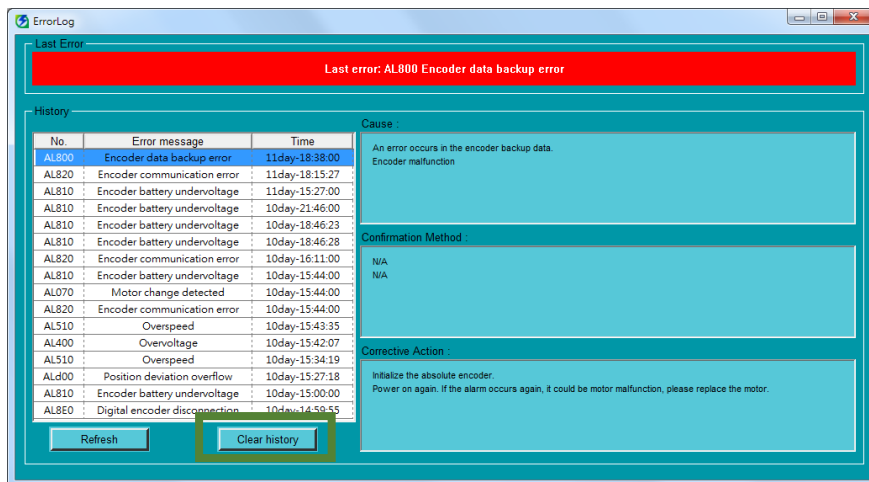 ErrorLog
Last Error
Last error: AL800 Encoder data backup error
History
No. Error message Time
AL800 Encoder data backup error 11day-18:38:00
AL820 Encoder communication error 11day-18:15:27
AL810 Encoder battery undervoltage 11day-15:27:00
AL810 Encoder battery undervoltage 10day-21:46:00
AL810 Encoder battery undervoltage 10day-18:46:23
AL810 Encoder battery undervoltage 10day-18:46:28
AL820 Encoder communication error 10day-16:11:00
AL810 Encoder battery undervoltage 10day-15:44:00
AL070 Motor change detected 10day-15:44:00
AL820 Encoder communication error 10day-15:44:00
AL510 Overspeed 10day-15:43:35
AL400 Overvoltage 10day-15:42:07
AL510 Overspeed 10day-15:34:19
ALd00 Position deviation overflow 10day-15:27:18
AL810 Encoder battery undervoltage 10day-15:00:00
AL8E0 Digital encoder disconnection 10day-14:59:55
Refresh
Clear history
Cause :
An error occurs in the encoder backup data.
Encoder malfunction
Confirmation Method :
N/A
N/A
Corrective Action :
Initialize the absolute encoder.
Power on again. If the alarm occurs again, it could be motor malfunction, please replace the motor.